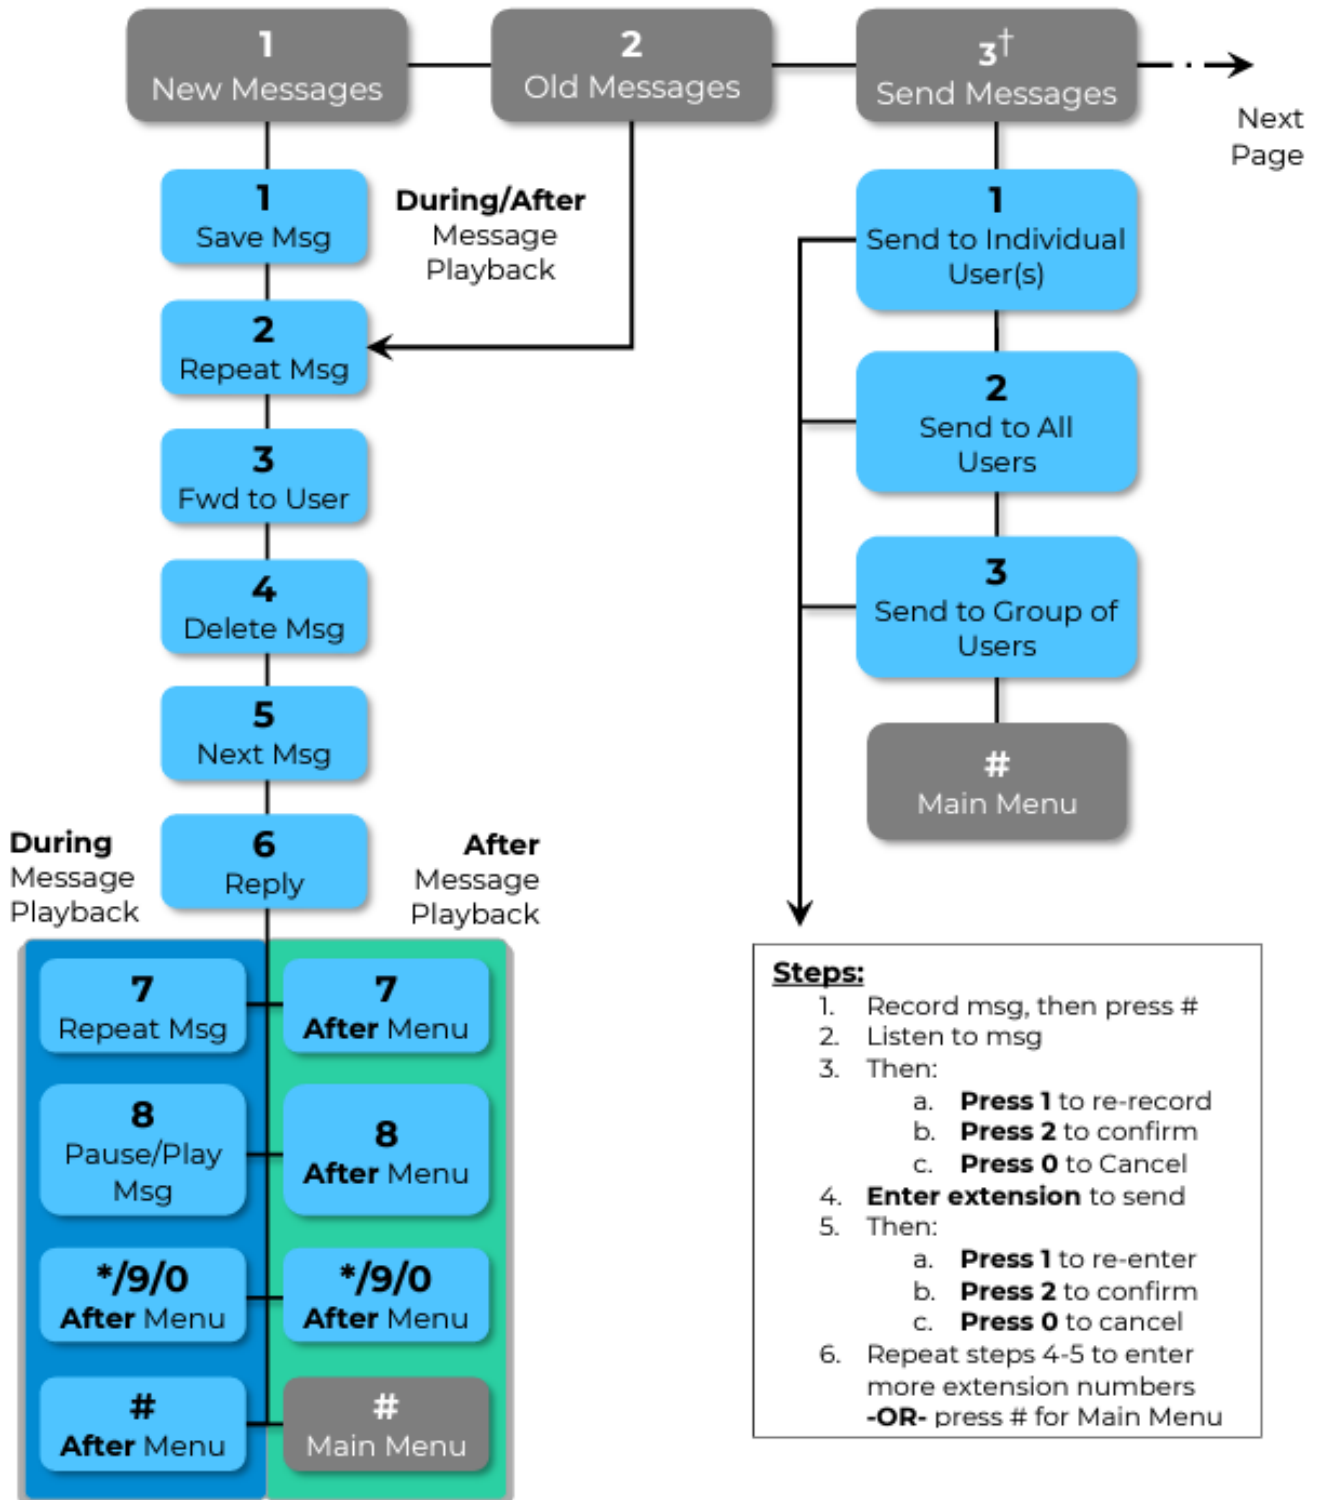 1
New Messages
2
Old Messages
3†
Send Messages
Next
Page
1
Save Msg
During/After
Message
Playback
2
Repeat Msg
3
Fwd to User
4
Delete Msg
5
Next Msg
6
Reply
During
Message
Playback
After
Message
Playback
7
Repeat Msg
7
After Menu
8
Pause/Play
Msg
8
After Menu
*/9/0
After Menu
*/9/0
After Menu
#
After Menu
#
Main Menu
1
Send to Individual
User(s)
2
Send to All
Users
3
Send to Group of
Users
#
Main Menu
Steps:
1. Record msg, then press #
2. Listen to msg
3. Then:
a. Press 1 to re-record
b. Press 2 to confirm
c. Press 0 to Cancel
4. Enter extension to send
5. Then:
a. Press 1 to re-enter
b. Press 2 to confirm
c. Press 0 to cancel
6. Repeat steps 4-5 to enter
more extension numbers
-OR- press # for Main Menu